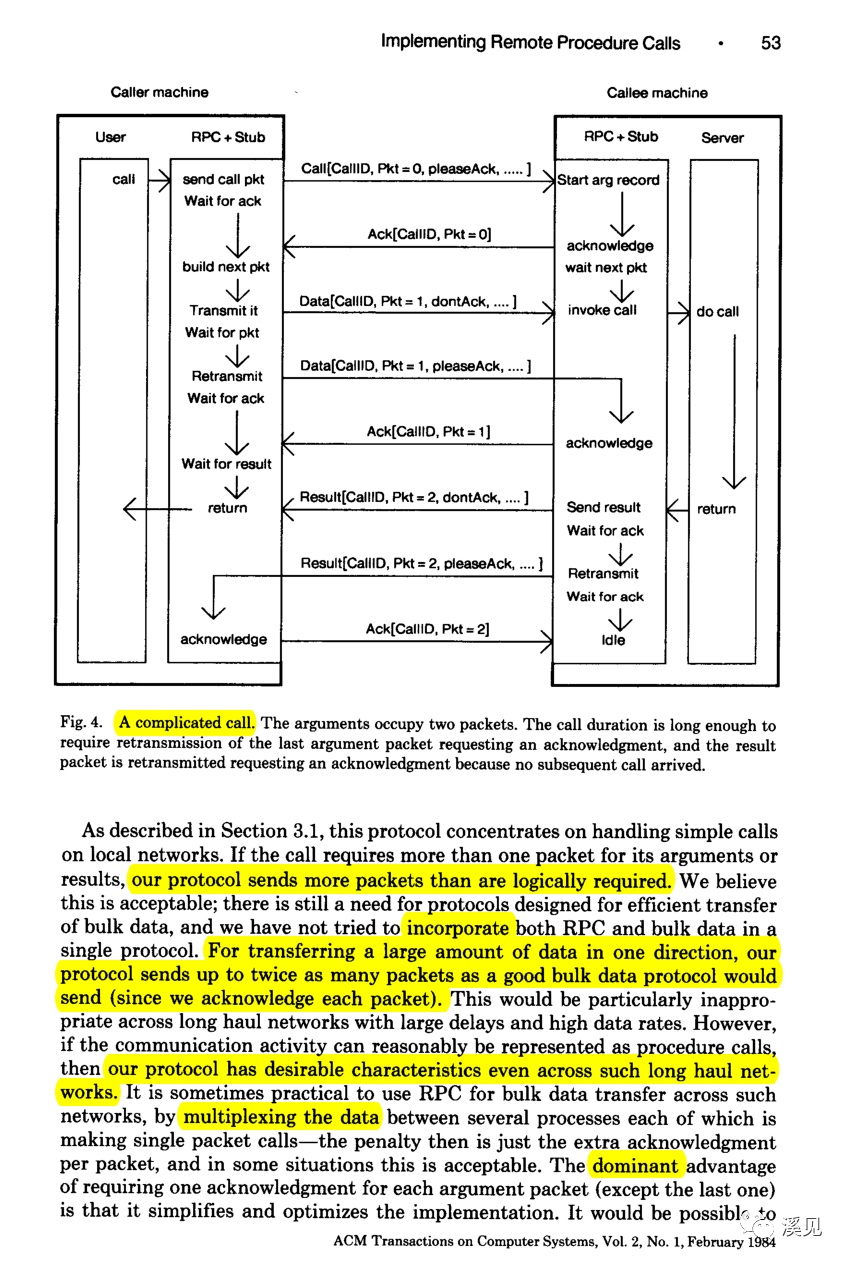 Implementing Remote Procedure Calls · 53
Caller machine Callee machine
User RPC + Stub RPC + Stub Server
call send call pkt Call[CallID, Pkt = 0, pleaseAck, ..... ] Start arg record
Wait for ack
Ack[CallID, Pkt = 0] acknowledge
build next pkt wait next pkt
Transmit it Data[CallID, Pkt = 1, dontAck, .... ] invoke call do call
Wait for pkt
Retransmit Data[CallID, Pkt = 1, pleaseAck, .... ]
Wait for ack
Ack[CallID, Pkt = 1] acknowledge
Wait for result
return Result[CallID, Pkt = 2, dontAck, .... ] Send result return
Wait for ack
Result[CallID, Pkt = 2, pleaseAck, .... ] Retransmit
Wait for ack
acknowledge Ack[CallID, Pkt = 2] Idle
Fig. 4. A complicated call. The arguments occupy two packets. The call duration is long enough to
require retransmission of the last argument packet requesting an acknowledgment, and the result
packet is retransmitted requesting an acknowledgment because no subsequent call arrived.
As described in Section 3.1, this protocol concentrates on handling simple calls
on local networks. If the call requires more than one packet for its arguments or
results, our protocol sends more packets than are logically required. We believe
this is acceptable; there is still a need for protocols designed for efficient transfer
of bulk data, and we have not tried to incorporate both RPC and bulk data in a
single protocol. For transferring a large amount of data in one direction, our
protocol sends up to twice as many packets as a good bulk data protocol would
send (since we acknowledge each packet). This would be particularly inappro-
priate across long haul networks with large delays and high data rates. However,
if the communication activity can reasonably be represented as procedure calls,
then our protocol has desirable characteristics even across such long haul net-
works. It is sometimes practical to use RPC for bulk data transfer across such
networks, by multiplexing the data between several processes each of which is
making single packet calls—the penalty then is just the extra acknowledgment
per packet, and in some situations this is acceptable. The dominant advantage
of requiring one acknowledgment for each argument packet (except the last one)
is that it simplifies and optimizes the implementation. It would be possible to
ACM Transactions on Computer Systems, Vol. 2, No. 1, February 1984
溪见